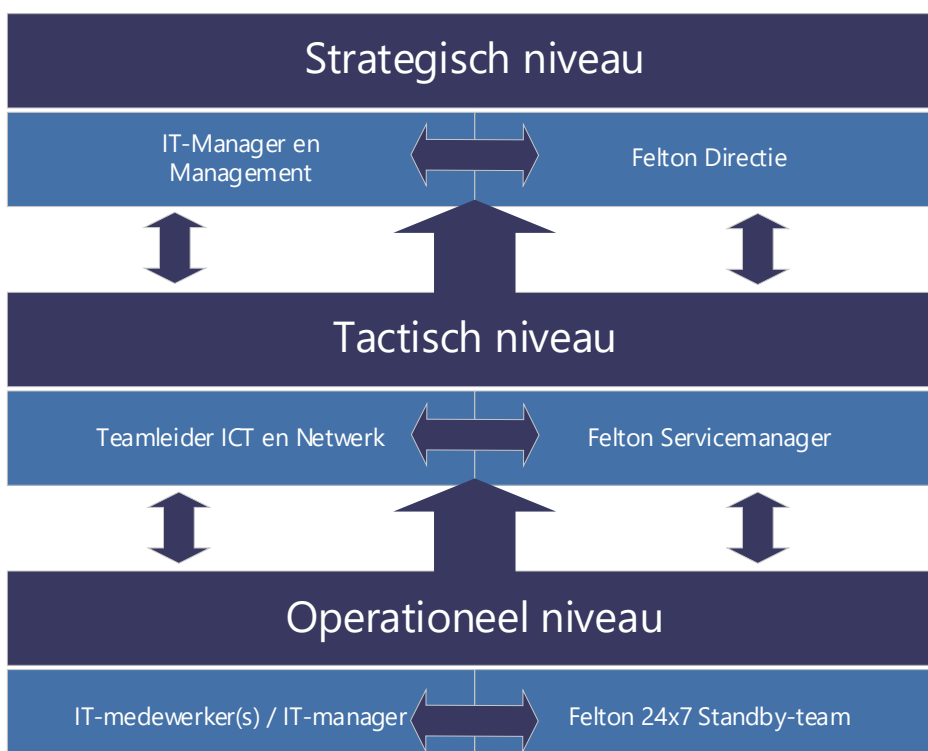 Strategisch niveau
IT-Manager en
Management
Felton Directie
Tactisch niveau
Teamleider ICT en Netwerk
Felton Servicemanager
Operationeel niveau
IT-medewerker(s) / IT-manager
Felton 24x7 Standby-team